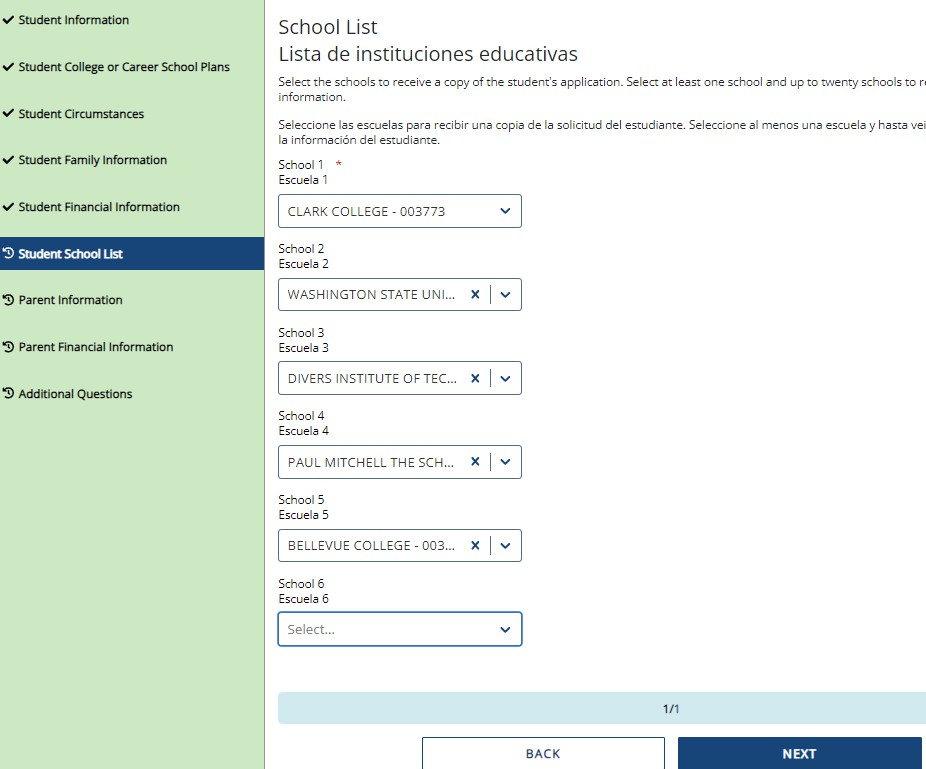 Student Information
Student College or Career School Plans
Student Circumstances
Student Family Information
Student Financial Information
Student School List
Parent Information
Parent Financial Information
Additional Questions
School List
Lista de instituciones educativas
Select the schools to receive a copy of the student's application. Select at least one school and up to twenty schools to
information.
Seleccione las escuelas para recibir una copia de la solicitud del estudiante. Seleccione al menos una escuela y hasta
la información del estudiante.
School 1 *
Escuela 1
CLARK COLLEGE - 003773
School 2
Escuela 2
WASHINGTON STATE UNI...
School 3
Escuela 3
DIVERS INSTITUTE OF TEC...
School 4
Escuela 4
PAUL MITCHELL THE SCH...
School 5
Escuela 5
BELLEVUE COLLEGE - 003...
School 6
Escuela 6
Select...
1/1
BACK
NEXT